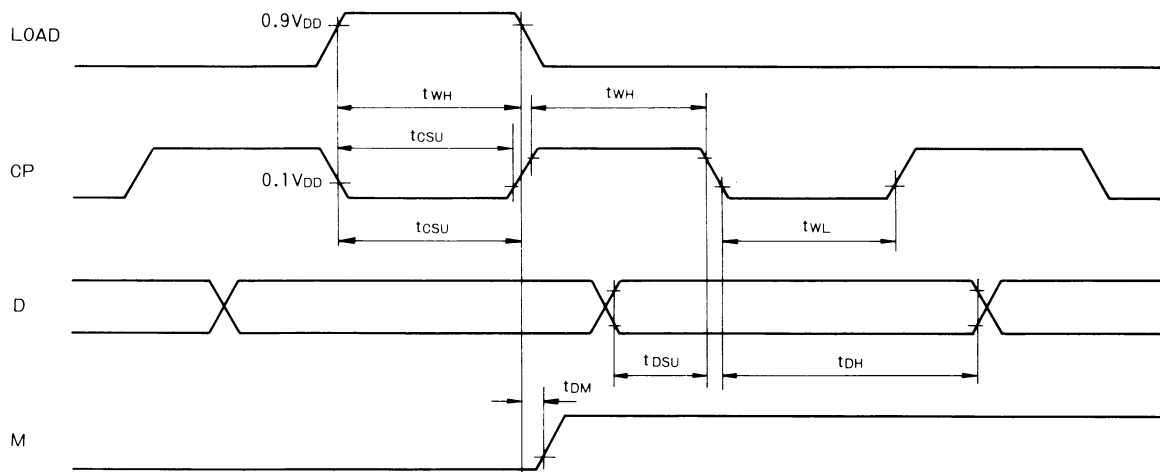 LOAD
0.9VDD
tWH
tWH
tCSU
CP
0.1VDD
tCSU
tWL
D
tDSU
tDH
tDM
M